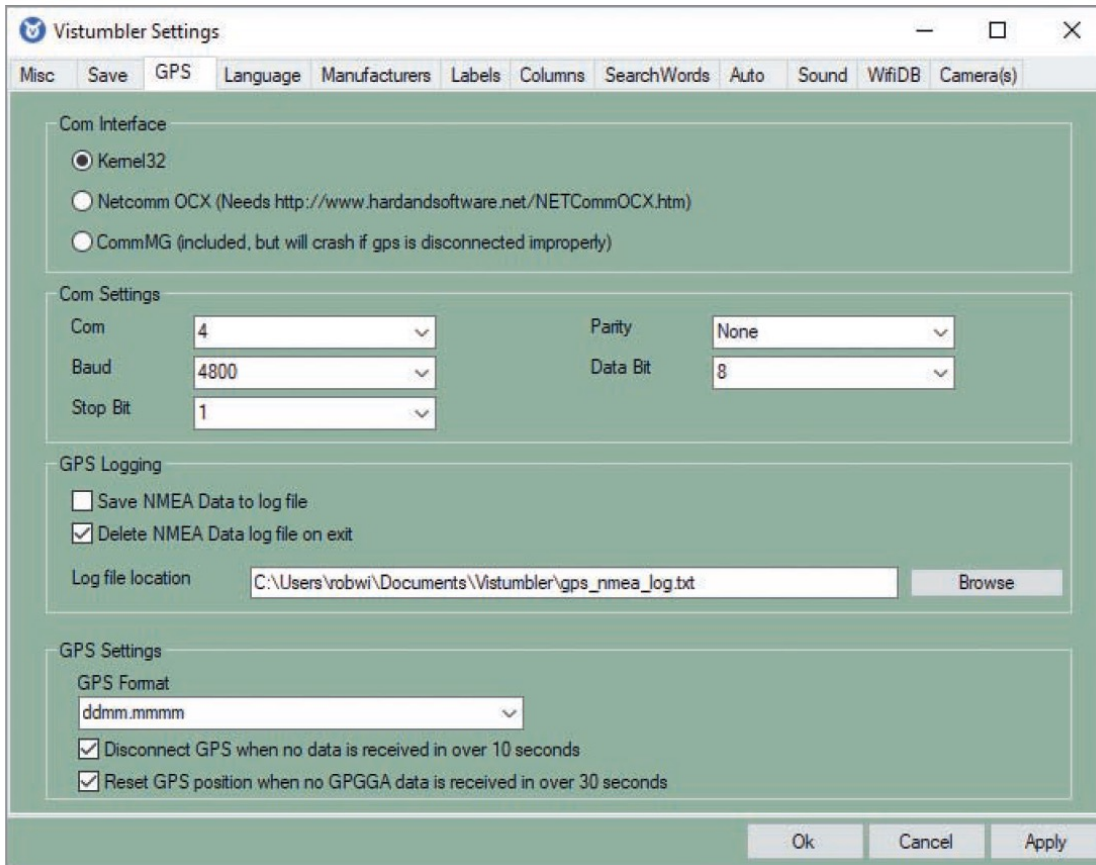 Vistumbler Settings
Misc Save GPS Language Manufacturers Labels Columns SearchWords Auto Sound WifiDB Camera(s)
Com Interface
Kernel32
Netcomm OCX (Needs http://www.hardandsoftware.net/NETCommOCX.htm)
CommMG (included, but will crash if gps is disconnected improperly)
Com Settings
Com 4 Parity None
Baud 4800 Data Bit 8
Stop Bit 1
GPS Logging
Save NMEA Data to log file
Delete NMEA Data log file on exit
Log file location C:\Users\robwi\Documents\Vistumbler\gps_nmea_log.txt Browse
GPS Settings
GPS Format
ddmm.mmmm
Disconnect GPS when no data is received in over 10 seconds
Reset GPS position when no GPGGA data is received in over 30 seconds
Ok Cancel Apply